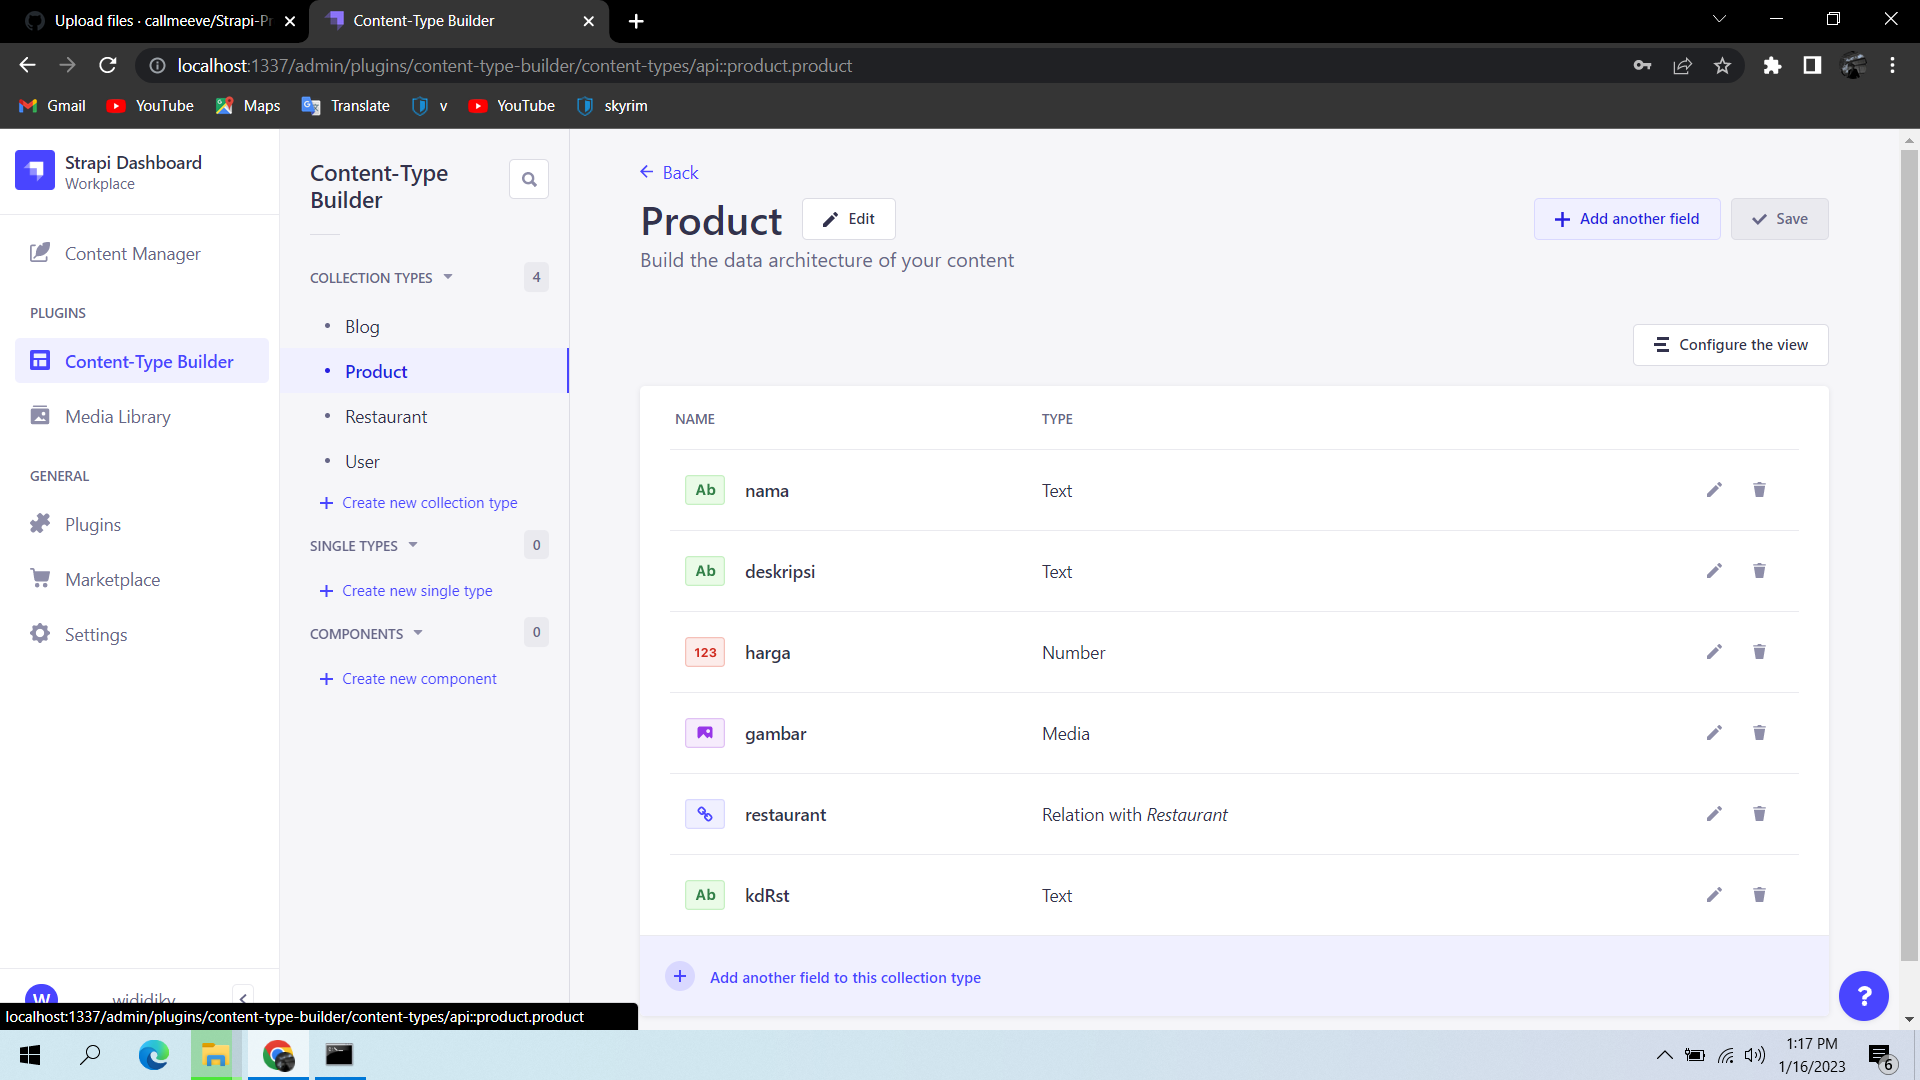 Upload files · callmeeve/Strapi-Pr
Content-Type Builder
localhost:1337/admin/plugins/content-type-builder/content-types/api::product.product
Gmail
YouTube
Maps
Translate
v
YouTube
skyrim
Strapi Dashboard
Workplace
Content Manager
PLUGINS
Content-Type Builder
Media Library
GENERAL
Plugins
Marketplace
Settings
W
wididiky
Content-Type
Builder
COLLECTION TYPES
4
Blog
Product
Restaurant
User
Create new collection type
SINGLE TYPES
0
Create new single type
COMPONENTS
0
Create new component
Back
Product
Edit
Add another field
Save
Build the data architecture of your content
Configure the view
NAME
TYPE
Ab nama Text
Ab deskripsi Text
123 harga Number
gambar Media
restaurant Relation with Restaurant
Ab kdRst Text
Add another field to this collection type
?
localhost:1337/admin/plugins/content-type-builder/content-types/api::product.product
1:17 PM
1/16/2023
6